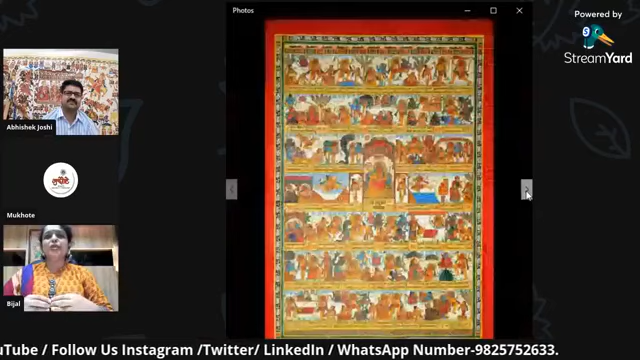 Photos
Powered by
StreamYard
Abhishek Joshi
Mukhote
Bijal
uTube / Follow Us Instagram /Twitter/ LinkedIn / WhatsApp Number-9825752633.